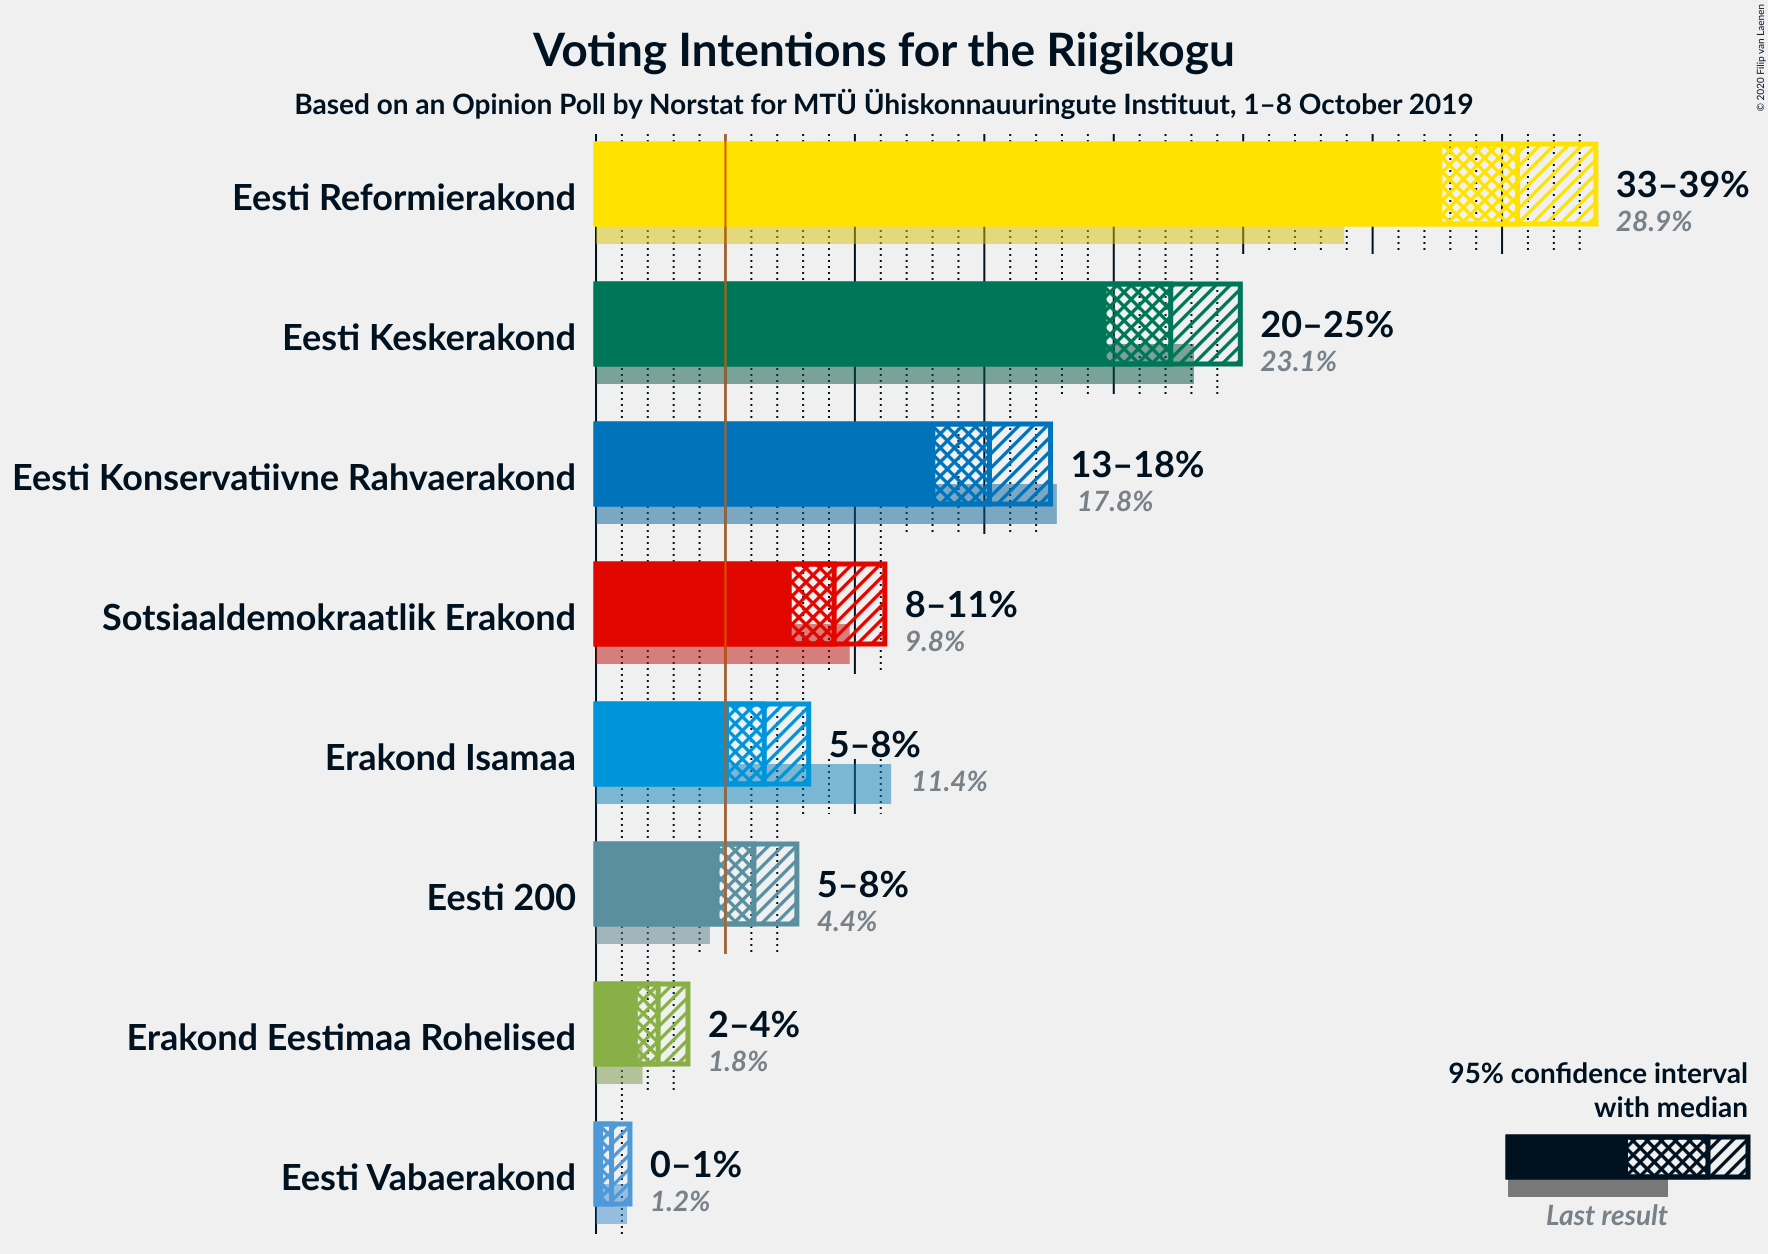 Voting Intentions for the Riigikogu
Based on an Opinion Poll by Norstat for MTÜ Ühiskonnauuringute Instituut, 1–8 October 2019
© 2020 Filip van Laenen
Eesti Reformierakond
33–39%
28.9%
Eesti Keskerakond
20–25%
23.1%
Eesti Konservatiivne Rahvaerakond
13–18%
17.8%
Sotsiaaldemokraatlik Erakond
8–11%
9.8%
Erakond Isamaa
5–8%
11.4%
Eesti 200
5–8%
4.4%
Erakond Eestimaa Rohelised
2–4%
1.8%
Eesti Vabaerakond
0–1%
1.2%
95% confidence interval
with median
Last result